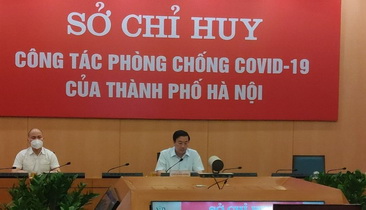 SỞ CHỈ HUY
CÔNG TÁC PHÒNG CHỐNG COVID-19
CỦA THÀNH PHỐ HÀ NỘI